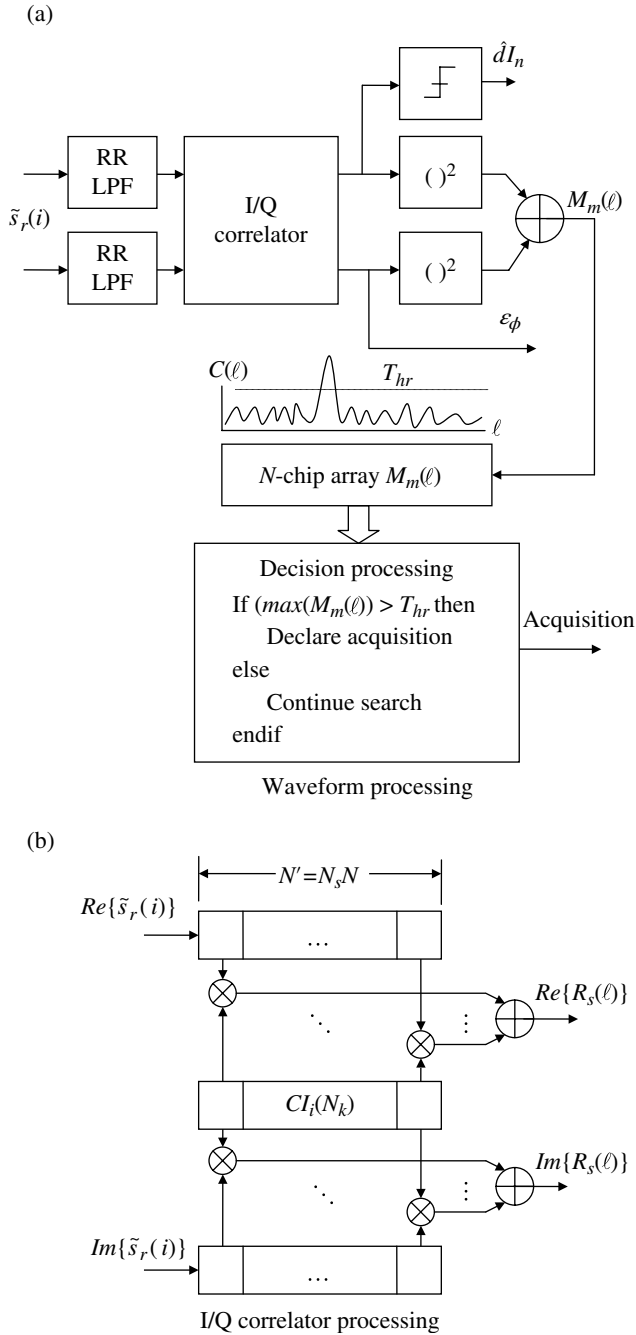 (a)
d̂I_n
RR
LPF
I/Q
correlator
( )²
M_m(ℓ)
s̃_r(i)
RR
LPF
( )²
ε_ϕ
C(ℓ)
T_hr
ℓ
N-chip array M_m(ℓ)
Decision processing
If (max(M_m(ℓ)) > T_hr then
Declare acquisition
else
Continue search
endif
Acquisition
Waveform processing
(b)
N′=N_sN
Re{s̃_r(i)}
...
Re{R_s(ℓ)}
CI_i(N_k)
Im{R_s(ℓ)}
Im{s̃_r(i)}
...
I/Q correlator processing